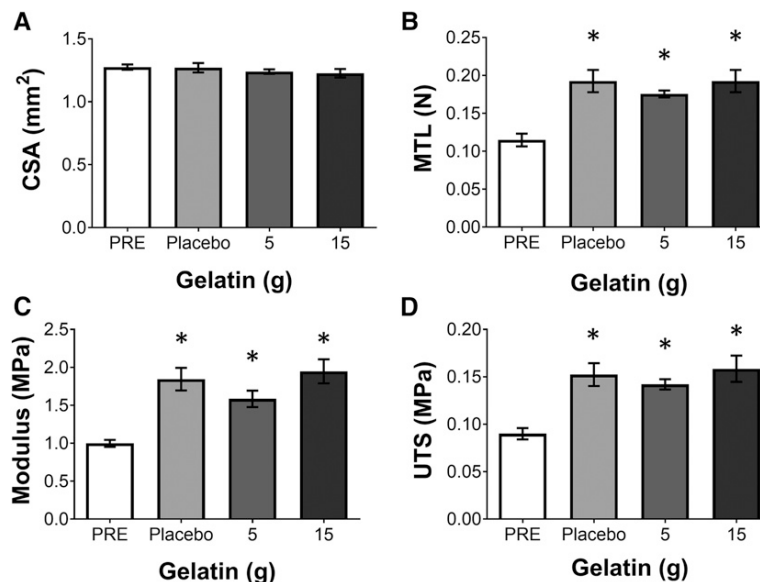 A
CSA (mm²)
1.5
1.0
0.5
0.0
PRE Placebo 5 15
Gelatin (g)
B
MTL (N)
0.25
0.20
0.15
0.10
0.05
0.00
* * *
PRE Placebo 5 15
Gelatin (g)
C
Modulus (MPa)
2.5
2.0
1.5
1.0
0.5
0.0
* * *
PRE Placebo 5 15
Gelatin (g)
D
UTS (MPa)
0.20
0.15
0.10
0.05
0.00
* * *
PRE Placebo 5 15
Gelatin (g)